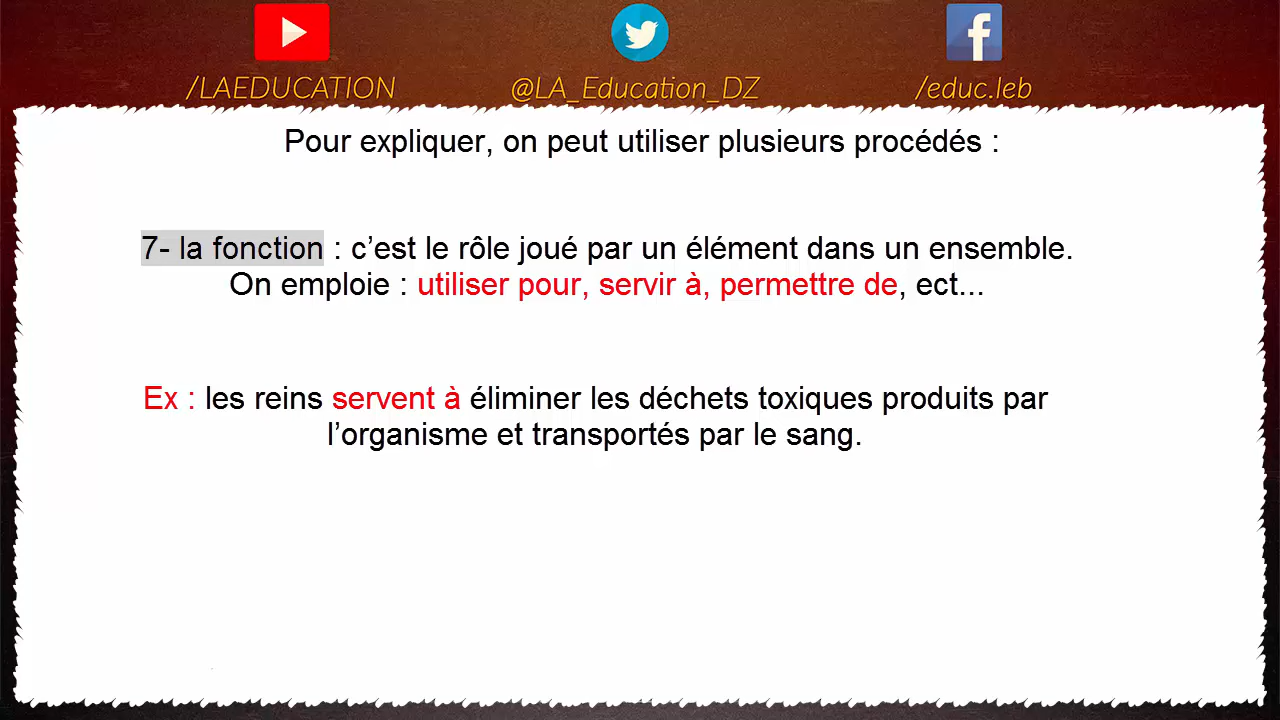 /LAEDUCATION
@LA_Education_DZ
/educ.leb
Pour expliquer, on peut utiliser plusieurs procédés :
7- la fonction : c’est le rôle joué par un élément dans un ensemble.
On emploie : utiliser pour, servir à, permettre de, ect...
Ex : les reins servent à éliminer les déchets toxiques produits par
l’organisme et transportés par le sang.